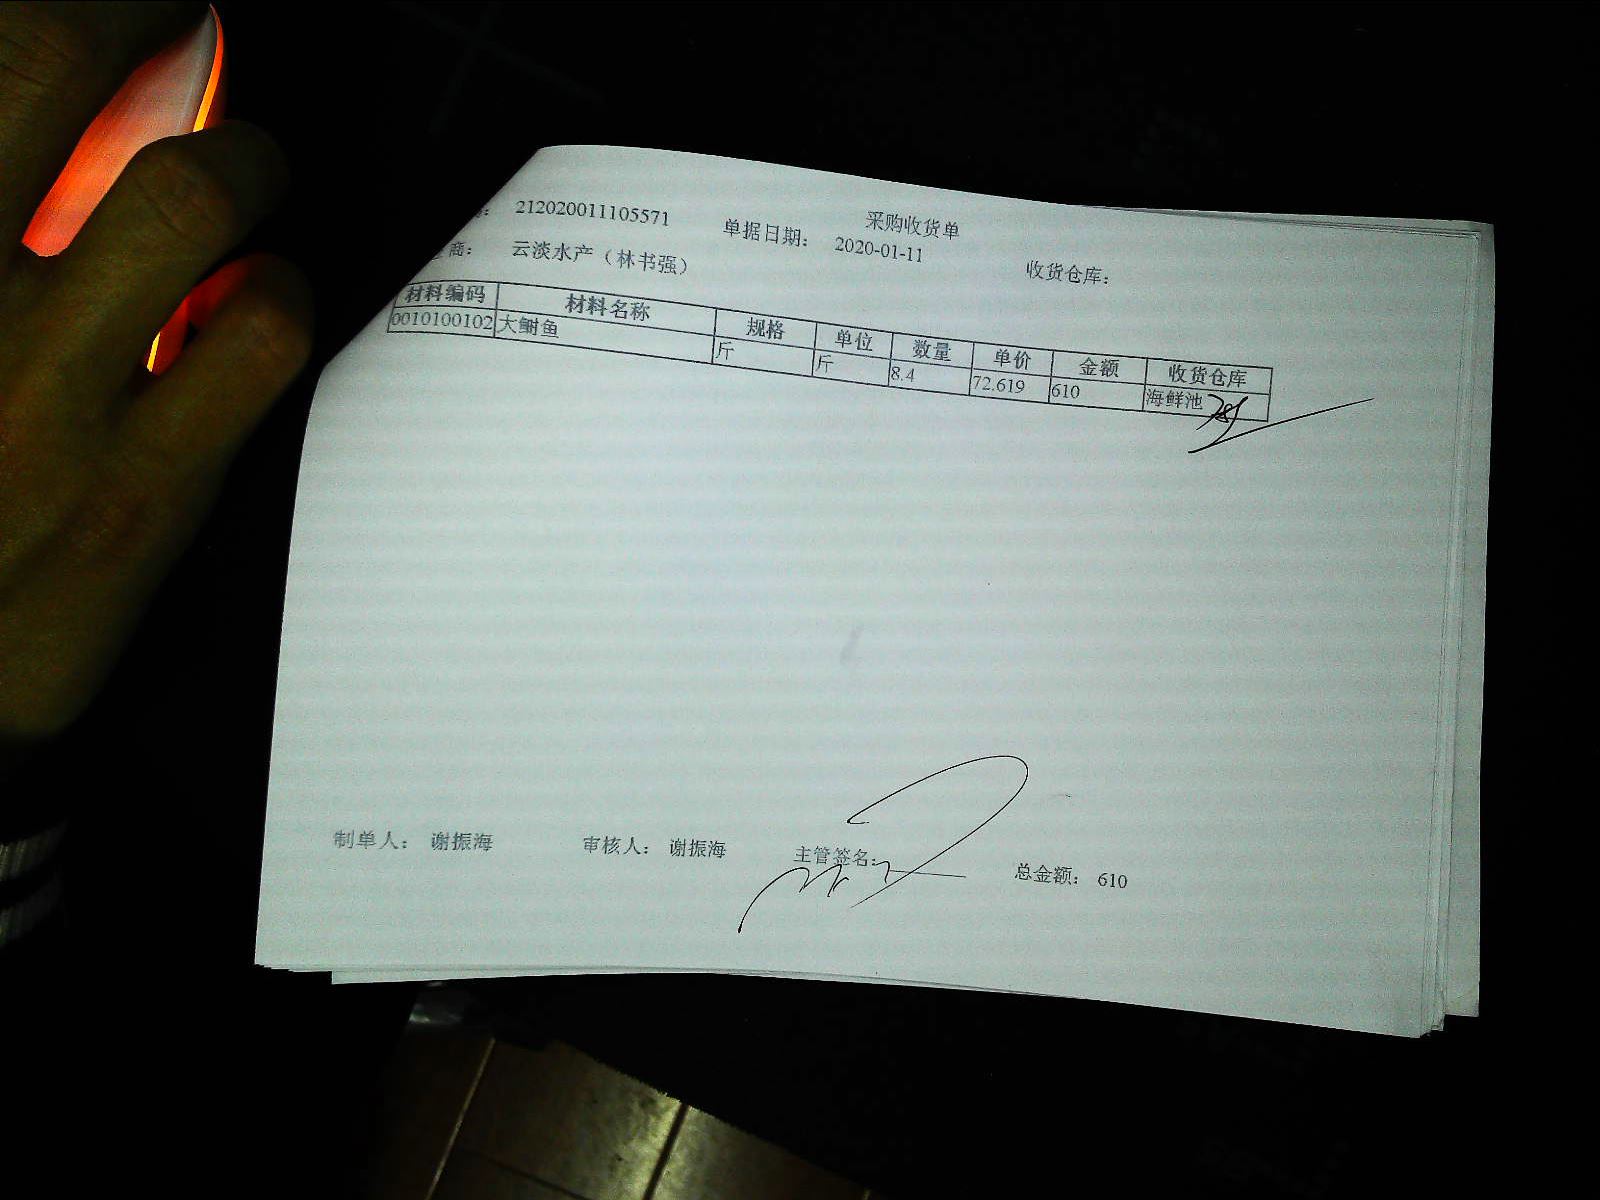 采购收货单
: 212020011105571 单据日期: 2020-01-11 收货仓库:
商: 云淡水产（林书强）
材料编码 材料名称 规格 单位 数量 单价 金额 收货仓库
0010100102 大鲥鱼 斤 斤 8.4 72.619 610 海鲜池
制单人: 谢振海 审核人: 谢振海 主管签名: 总金额: 610